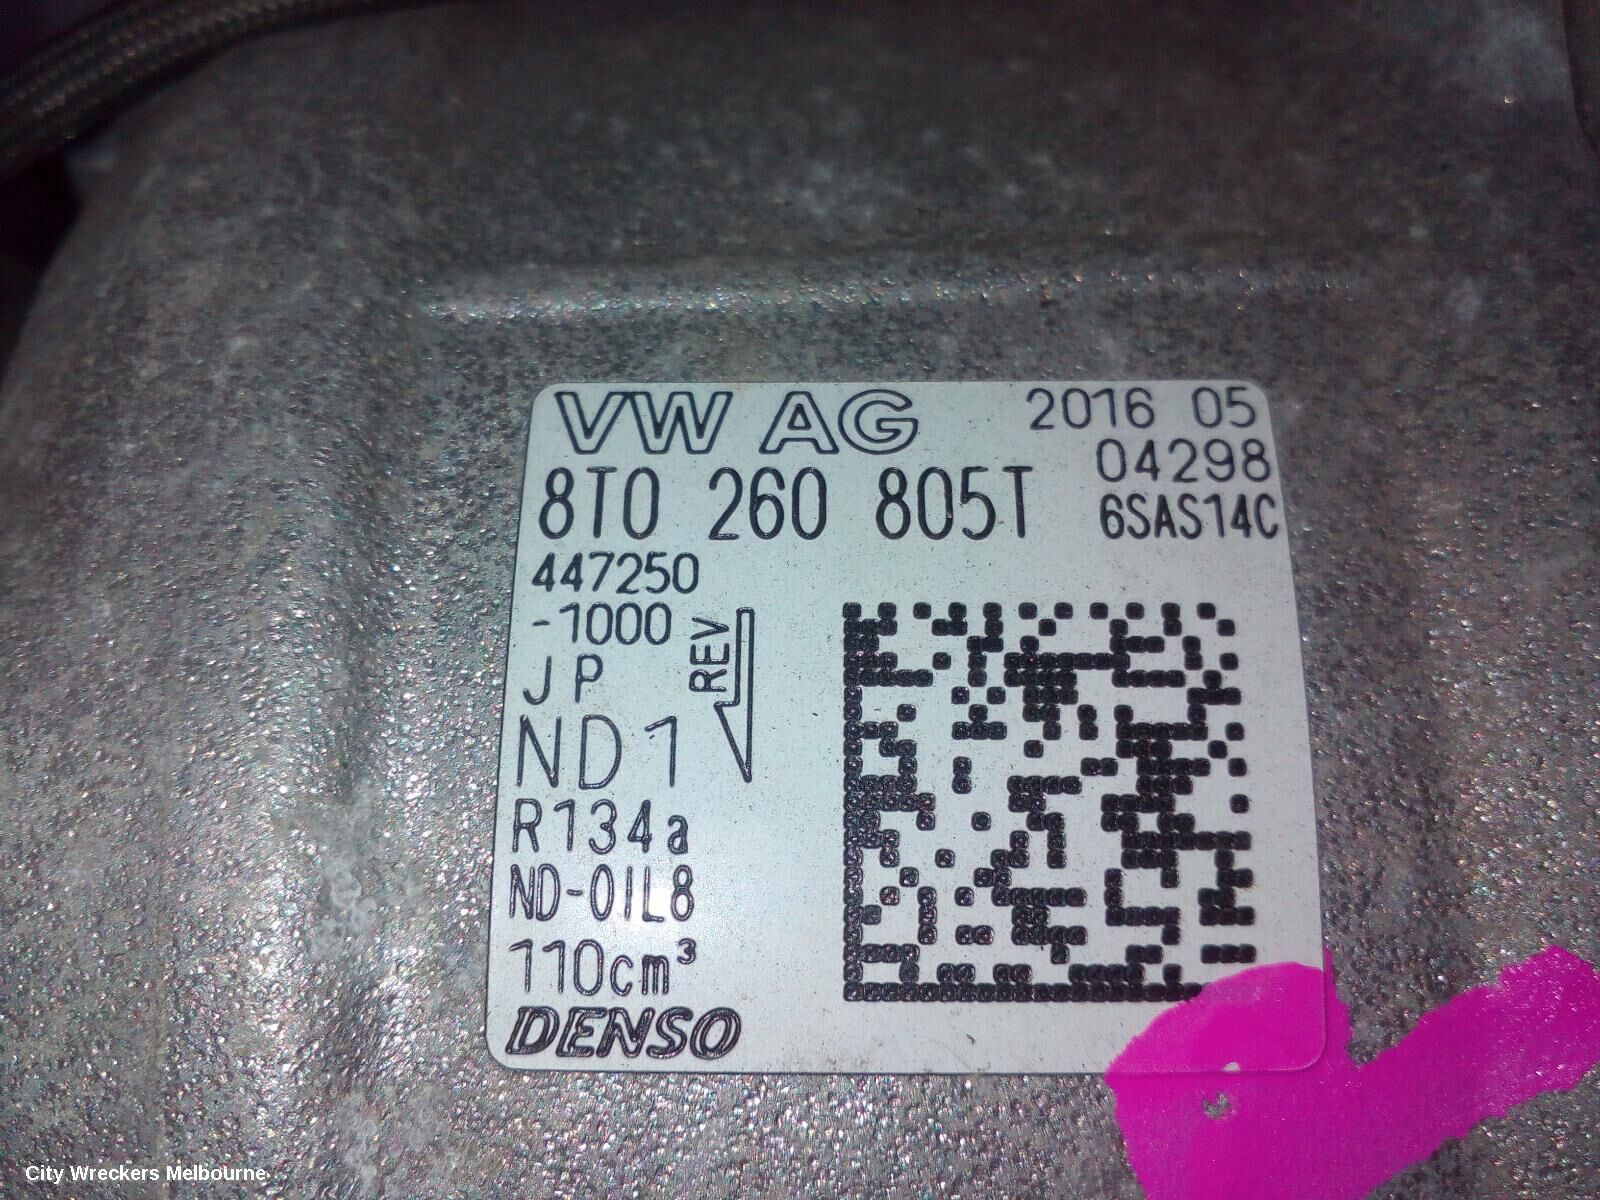 VW AG 2016 05
04298
8T0 260 805T 6SAS14C
447250
-1000
REV
JP
ND1
R134a
ND-OIL8
110cm³
DENSO
City Wreckers Melbourne